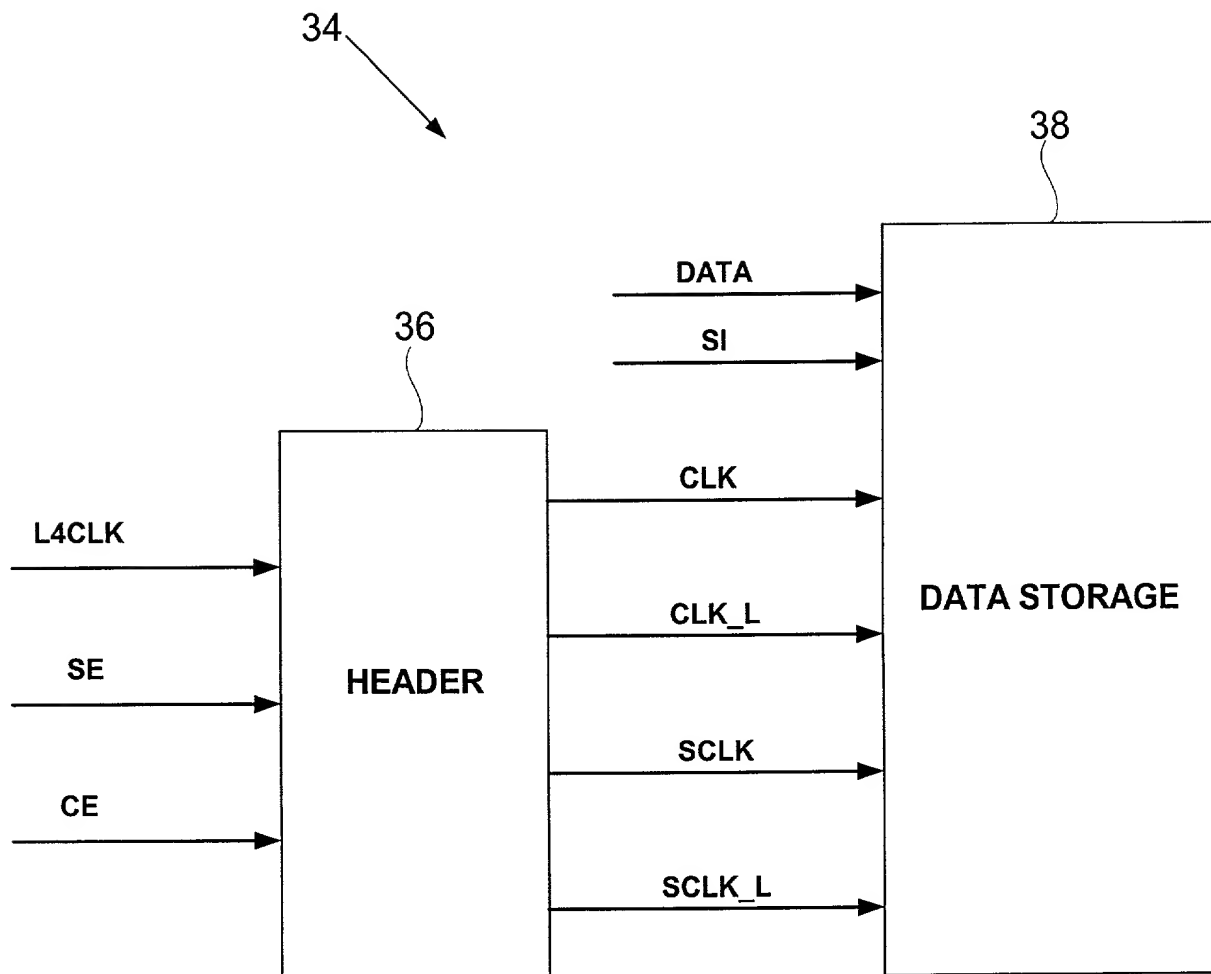 34
38
DATA
36
SI
CLK
L4CLK
DATA STORAGE
CLK_L
SE
HEADER
SCLK
CE
SCLK_L